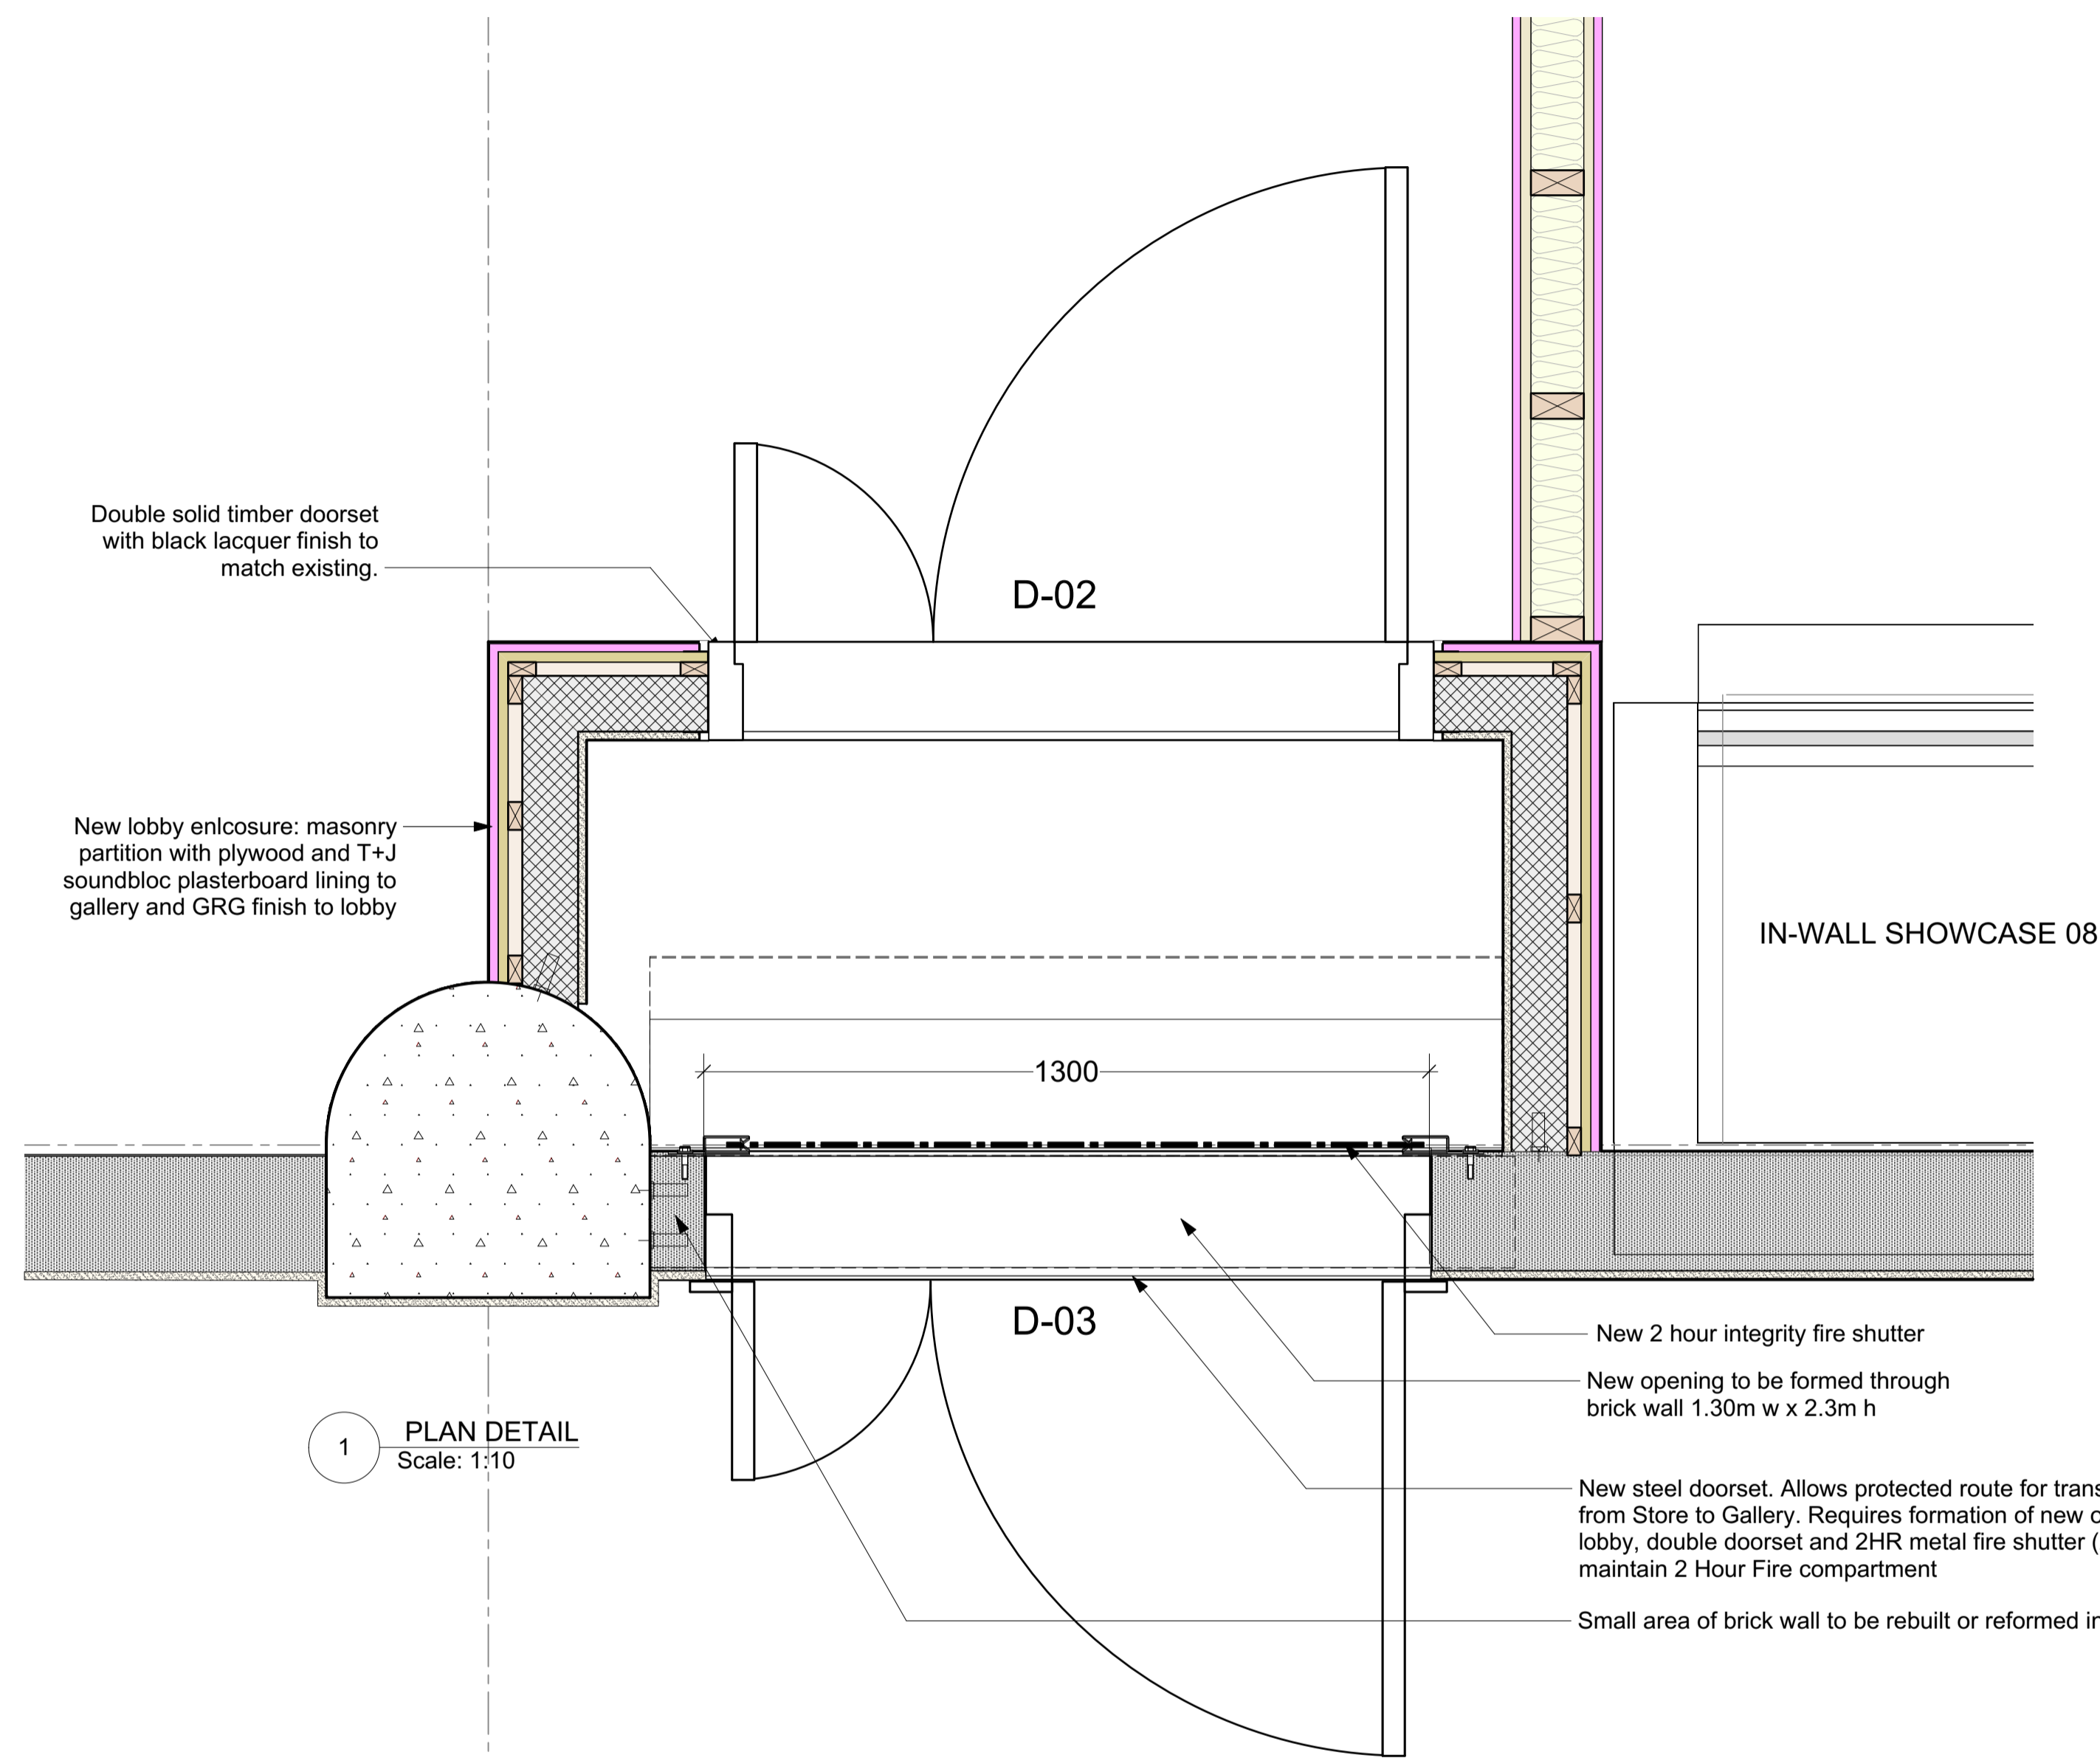 Double solid timber doorset
with black lacquer finish to
match existing.
D-02
New lobby enlcosure: masonry
partition with plywood and T+J
soundbloc plasterboard lining to
gallery and GRG finish to lobby
IN-WALL SHOWCASE 08
1300
D-03
New 2 hour integrity fire shutter
New opening to be formed through
brick wall 1.30m w x 2.3m h
1
PLAN DETAIL
Scale: 1:10
New steel doorset. Allows protected route for
from Store to Gallery. Requires formation of new
lobby, double doorset and 2HR metal fire shutter (
maintain 2 Hour Fire compartment
Small area of brick wall to be rebuilt or reformed